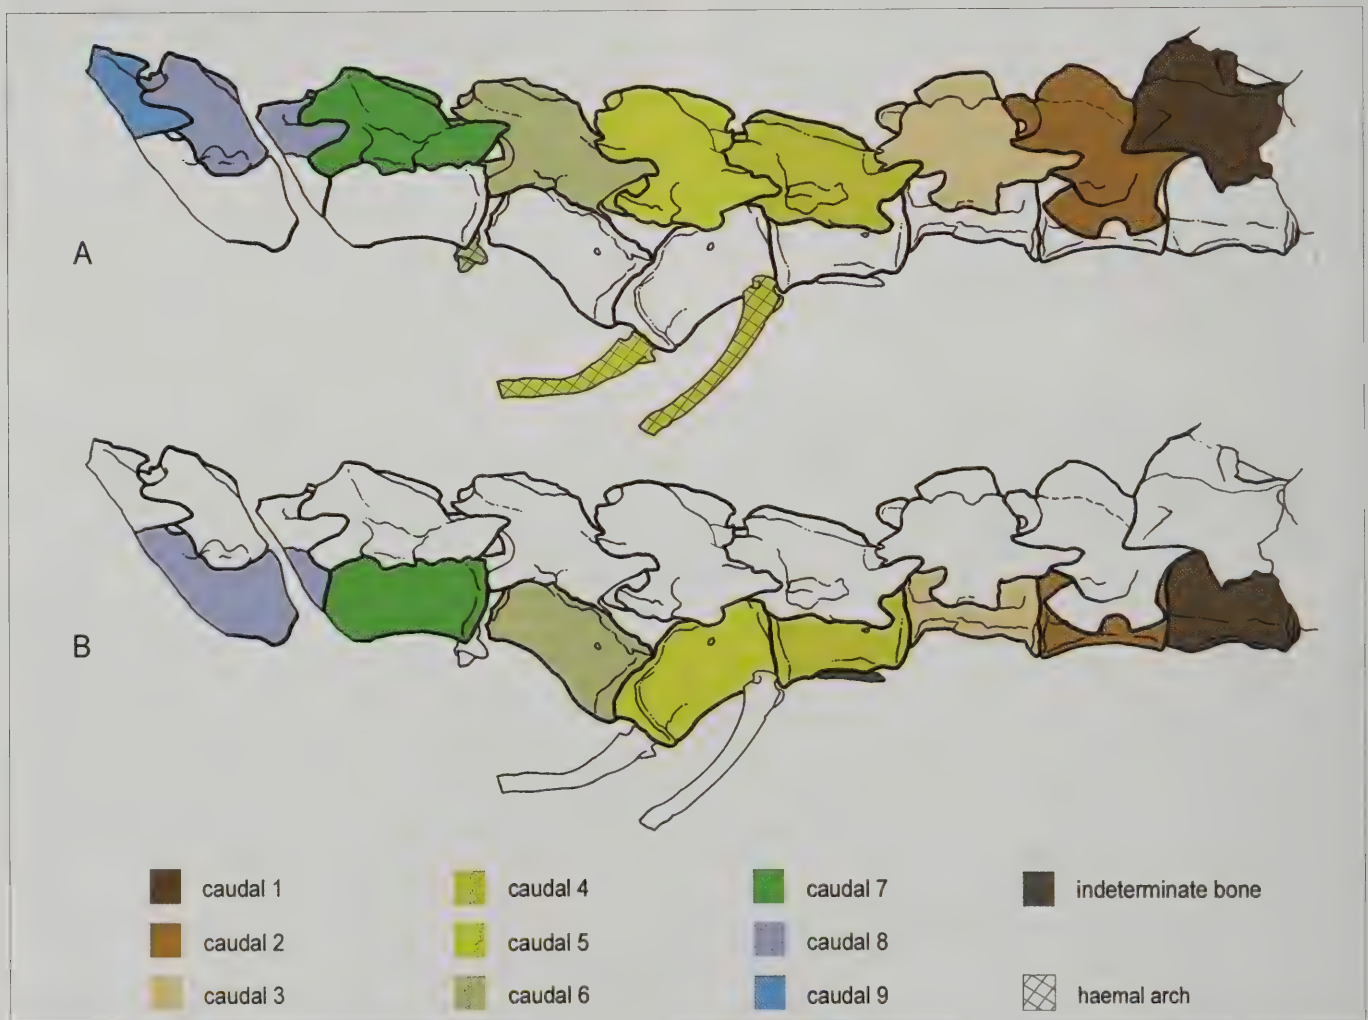 A
B
caudal 1
caudal 2
caudal 3
caudal 4
caudal 5
caudal 6
caudal 7
caudal 8
caudal 9
indeterminate bone
haemal arch